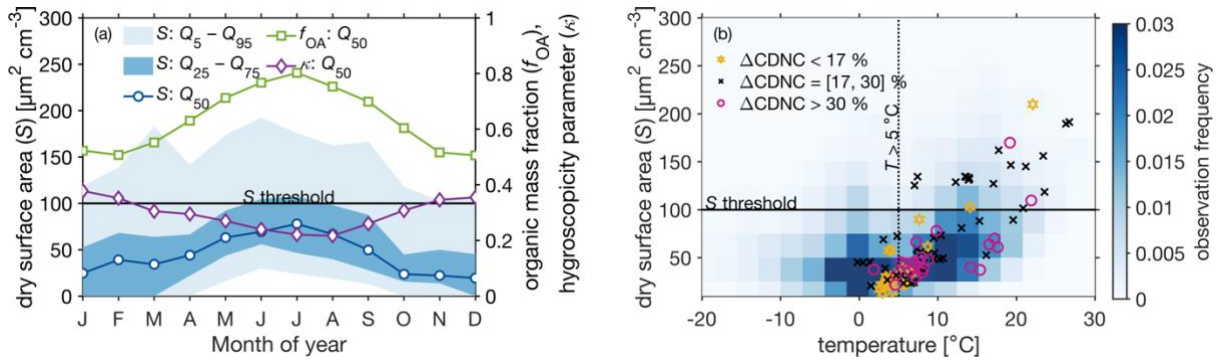 (a)
S: Q5 – Q95
fOA: Q50
S: Q25 – Q75
κ: Q50
S: Q50
S threshold
dry surface area (S) [µm² cm⁻³]
300
250
200
150
100
50
0
J F M A M J J A S O N D
Month of year
1
0.8
0.6
0.4
0.2
0
organic mass fraction (fOA),
hygroscopicity parameter (κ)
(b)
ΔCDNC < 17 %
ΔCDNC = [17, 30] %
ΔCDNC > 30 %
T > 5 °C
S threshold
dry surface area (S) [µm² cm⁻³]
300
250
200
150
100
50
0
-20 -10 0 10 20 30
temperature [°C]
0.03
0.025
0.02
0.015
0.01
0.005
0
observation frequency